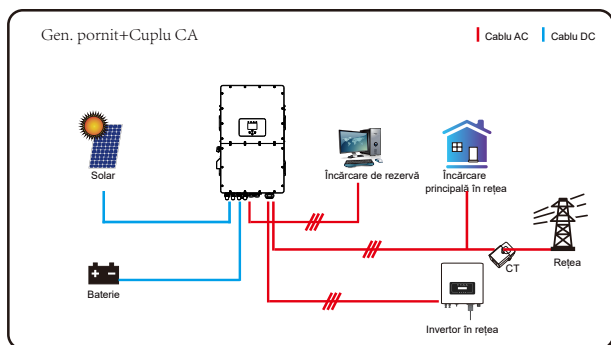 Gen. pornit+Cuplu CA
Cablu AC
Cablu DC
Solar
Încărcare de rezervă
Încărcare
principală în rețea
Baterie
CT
Rețea
Invertor în rețea